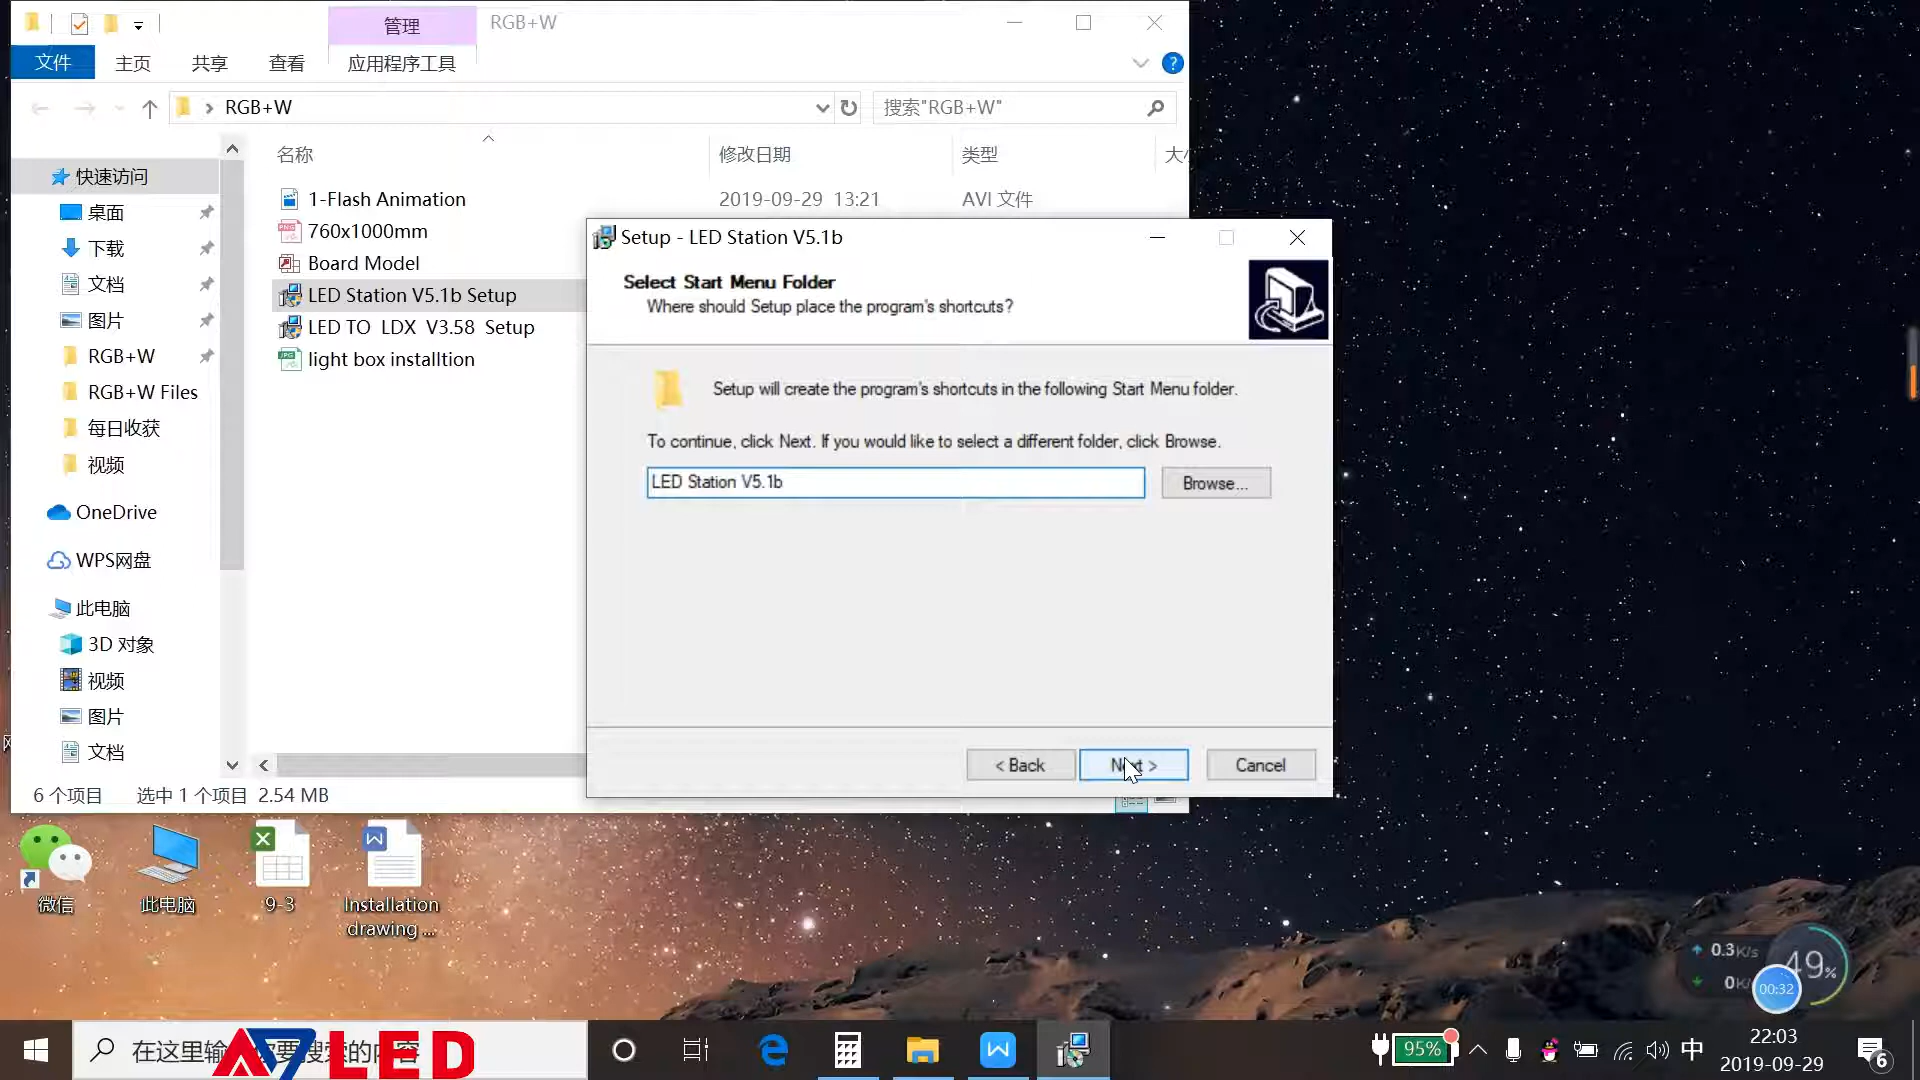 管理
RGB+W
文件
主页
共享
查看
应用程序工具
RGB+W
搜索"RGB+W"
名称
修改日期
类型
快速访问
桌面
下载
文档
图片
RGB+W
RGB+W Files
每日收获
视频
OneDrive
WPS网盘
此电脑
3D 对象
视频
图片
文档
1-Flash Animation
2019-09-29 13:21
AVI 文件
760x1000mm
Board Model
LED Station V5.1b Setup
LED TO LDX V3.58 Setup
light box installtion
6 个项目
选中 1 个项目 2.54 MB
Setup - LED Station V5.1b
Select Start Menu Folder
Where should Setup place the program's shortcuts?
Setup will create the program's shortcuts in the following Start Menu folder.
To continue, click Next. If you would like to select a different folder, click Browse.
LED Station V5.1b
Browse...
< Back
Next >
Cancel
微信
此电脑
9-3
Installation
drawing ...
0.3K/s
49%
00:32
在这里输
LED
95%
中
22:03
2019-09-29
6